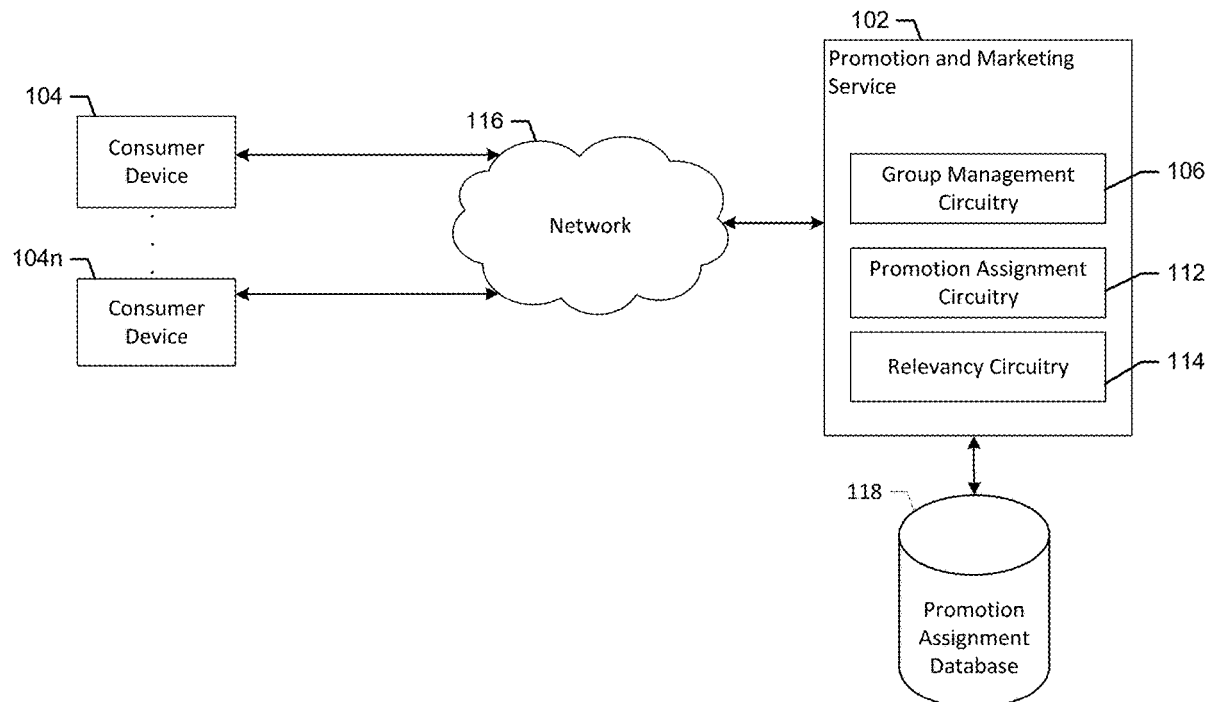 102
Promotion and Marketing
Service
104
Consumer
Device
116
Group Management
Circuitry
106
Network
104n
Consumer
Device
Promotion Assignment
Circuitry
112
Relevancy Circuitry
114
118
Promotion
Assignment
Database